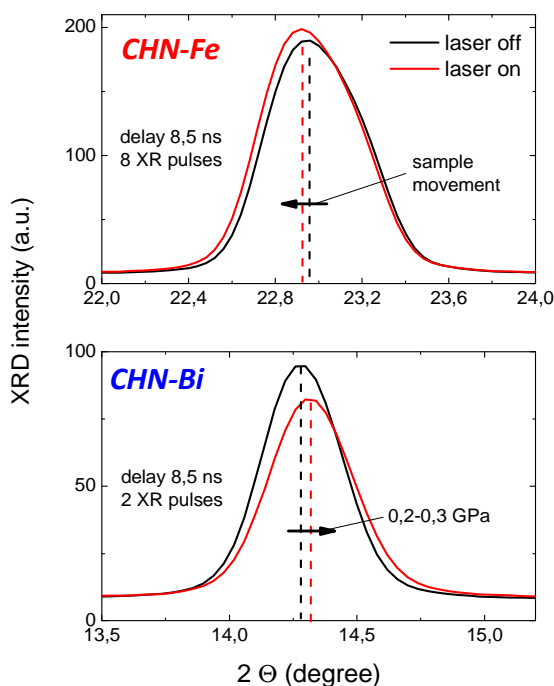 XRD intensity (a.u.)
200
100
0
CHN-Fe
laser off
laser on
delay 8,5 ns
8 XR pulses
sample
movement
22,0 22,4 22,8 23,2 23,6 24,0
100
50
0
CHN-Bi
delay 8,5 ns
2 XR pulses
0,2-0,3 GPa
13,5 14,0 14,5 15,0
2 Θ (degree)